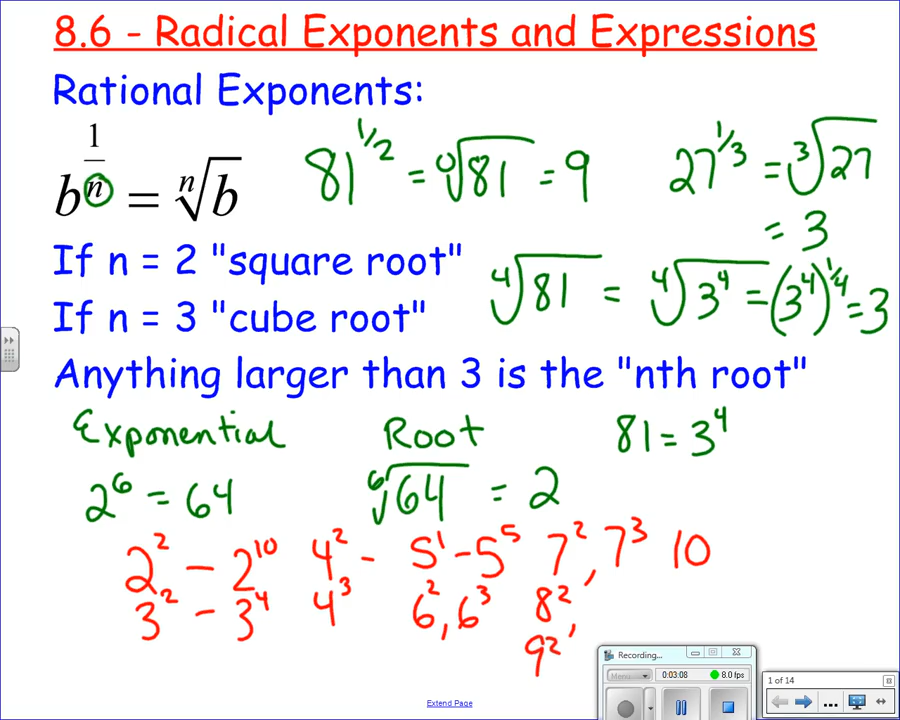 8.6 - Radical Exponents and Expressions
Rational Exponents:
b^(1/n) = ⁿ√b
81^(1/2) = √81 = 9
27^(1/3) = ³√27
= 3
If n = 2 "square root"
⁴√81 = ⁴√3⁴ = (3⁴)^(1/4) = 3
If n = 3 "cube root"
Anything larger than 3 is the "nth root"
Exponential Root 81 = 3⁴
2⁶ = 64 ⁶√64 = 2
2² - 2¹⁰ 4² - 5¹ - 5⁵ 7², 7³ 10
3² - 3⁴ 4³ 6², 6³ 8²,
9²
Recording...
Menu
0:03:08
8.0 fps
1 of 14
...
Extend Page